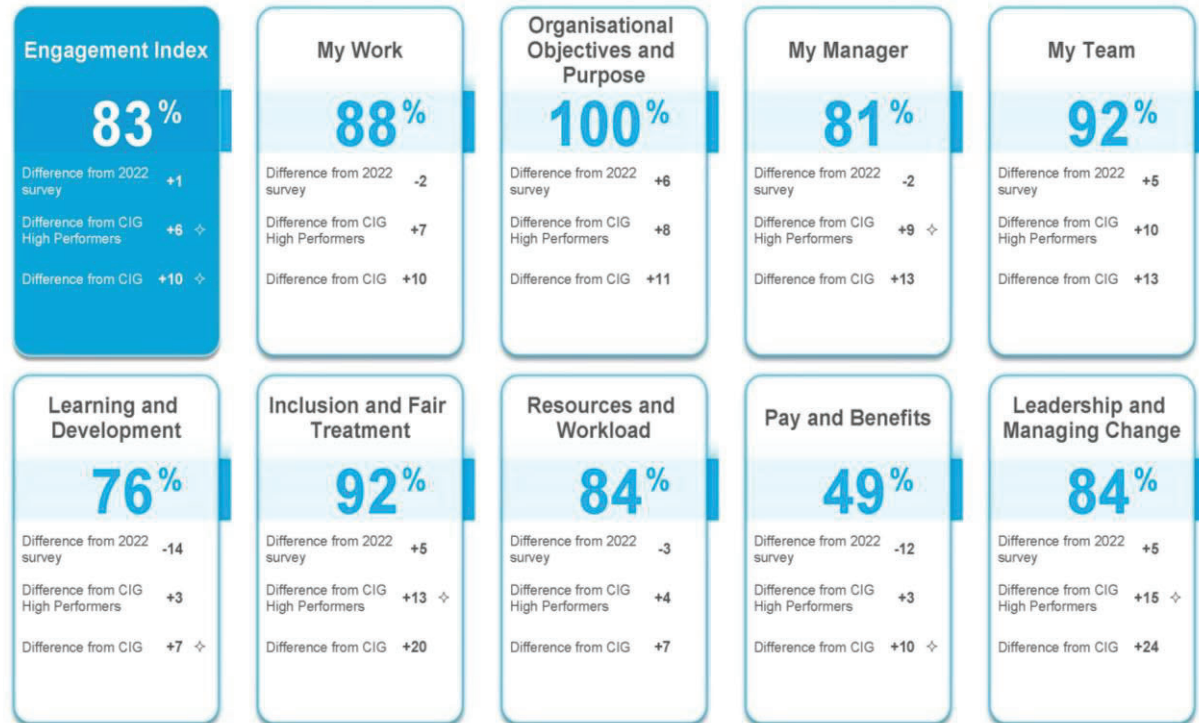 Engagement Index
83%
Difference from 2022
survey +1
Difference from CIG
High Performers +6 ✧
Difference from CIG +10 ✧
My Work
88%
Difference from 2022
survey -2
Difference from CIG
High Performers +7
Difference from CIG +10
Organisational
Objectives and
Purpose
100%
Difference from 2022
survey +6
Difference from CIG
High Performers +8
Difference from CIG +11
My Manager
81%
Difference from 2022
survey -2
Difference from CIG
High Performers +9 ✧
Difference from CIG +13
My Team
92%
Difference from 2022
survey +5
Difference from CIG
High Performers +10
Difference from CIG +13
Learning and
Development
76%
Difference from 2022
survey -14
Difference from CIG
High Performers +3
Difference from CIG +7 ✧
Inclusion and Fair
Treatment
92%
Difference from 2022
survey +5
Difference from CIG
High Performers +13 ✧
Difference from CIG +20
Resources and
Workload
84%
Difference from 2022
survey -3
Difference from CIG
High Performers +4
Difference from CIG +7
Pay and Benefits
49%
Difference from 2022
survey -12
Difference from CIG
High Performers +3
Difference from CIG +10 ✧
Leadership and
Managing Change
84%
Difference from 2022
survey +5
Difference from CIG
High Performers +15 ✧
Difference from CIG +24